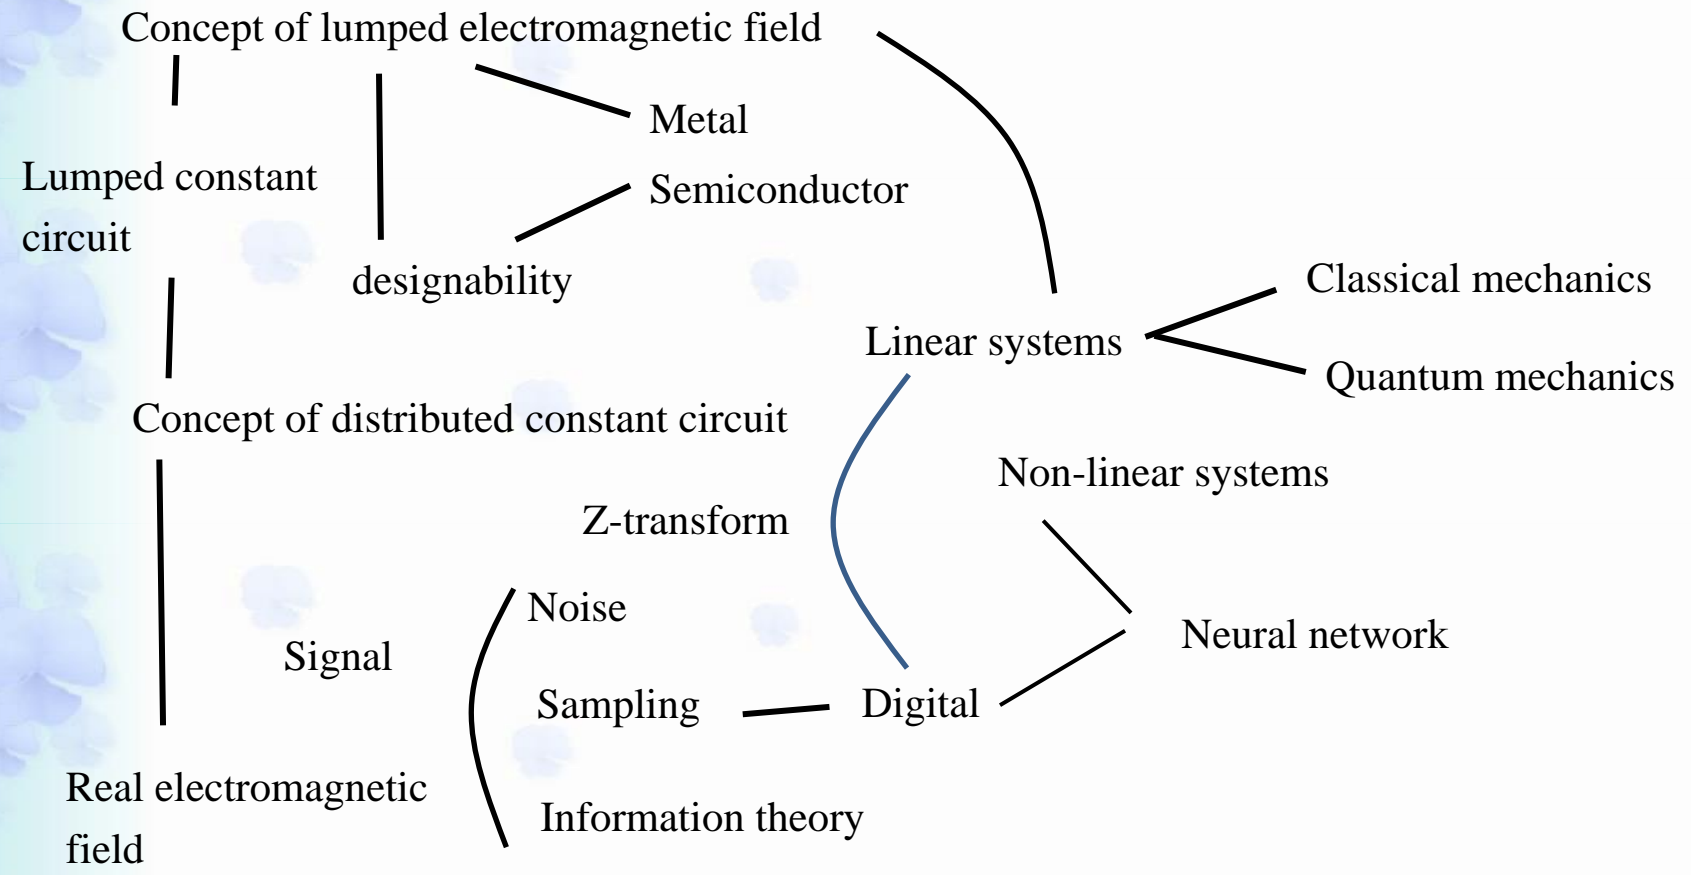 Concept of lumped electromagnetic field
Metal
Lumped constant
circuit
Semiconductor
designability
Classical mechanics
Linear systems
Quantum mechanics
Concept of distributed constant circuit
Non-linear systems
Z-transform
Noise
Neural network
Signal
Sampling
Digital
Real electromagnetic
field
Information theory